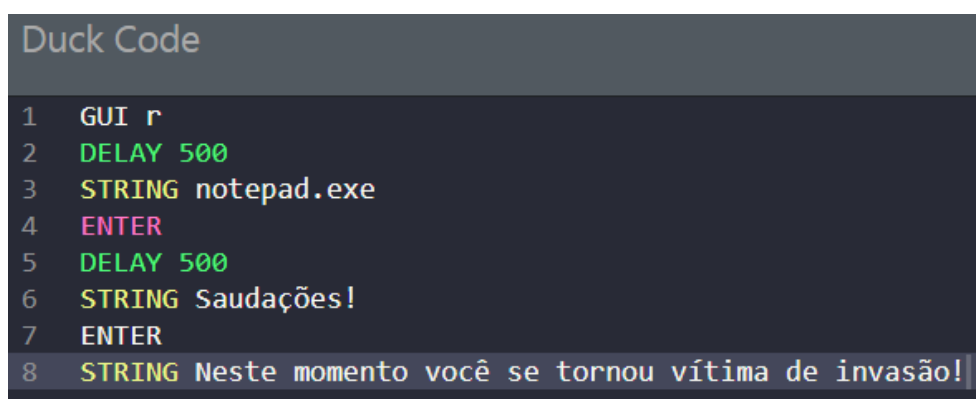 Duck Code
1 GUI r
2 DELAY 500
3 STRING notepad.exe
4 ENTER
5 DELAY 500
6 STRING Saudações!
7 ENTER
8 STRING Neste momento você se tornou vítima de invasão!